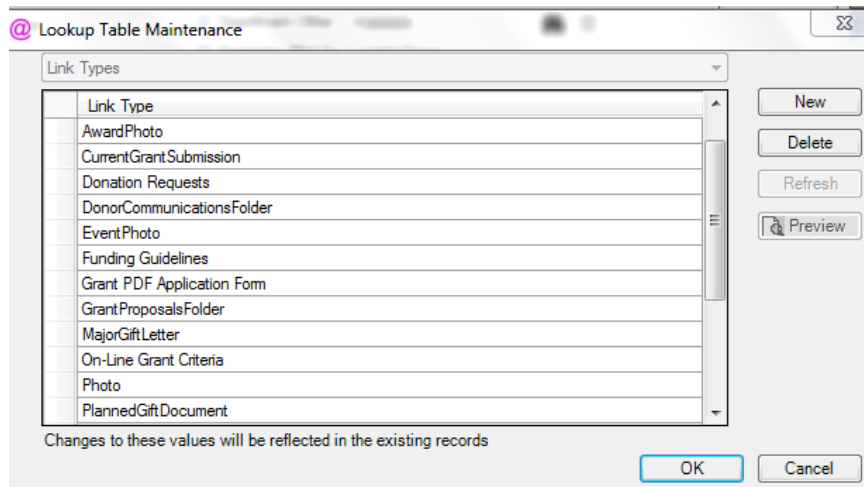 @ Lookup Table Maintenance
Link Types
Link Type
AwardPhoto
CurrentGrantSubmission
Donation Requests
DonorCommunicationsFolder
EventPhoto
Funding Guidelines
Grant PDF Application Form
GrantProposalsFolder
MajorGiftLetter
On-Line Grant Criteria
Photo
PlannedGiftDocument
New
Delete
Refresh
Preview
Changes to these values will be reflected in the existing records
OK
Cancel